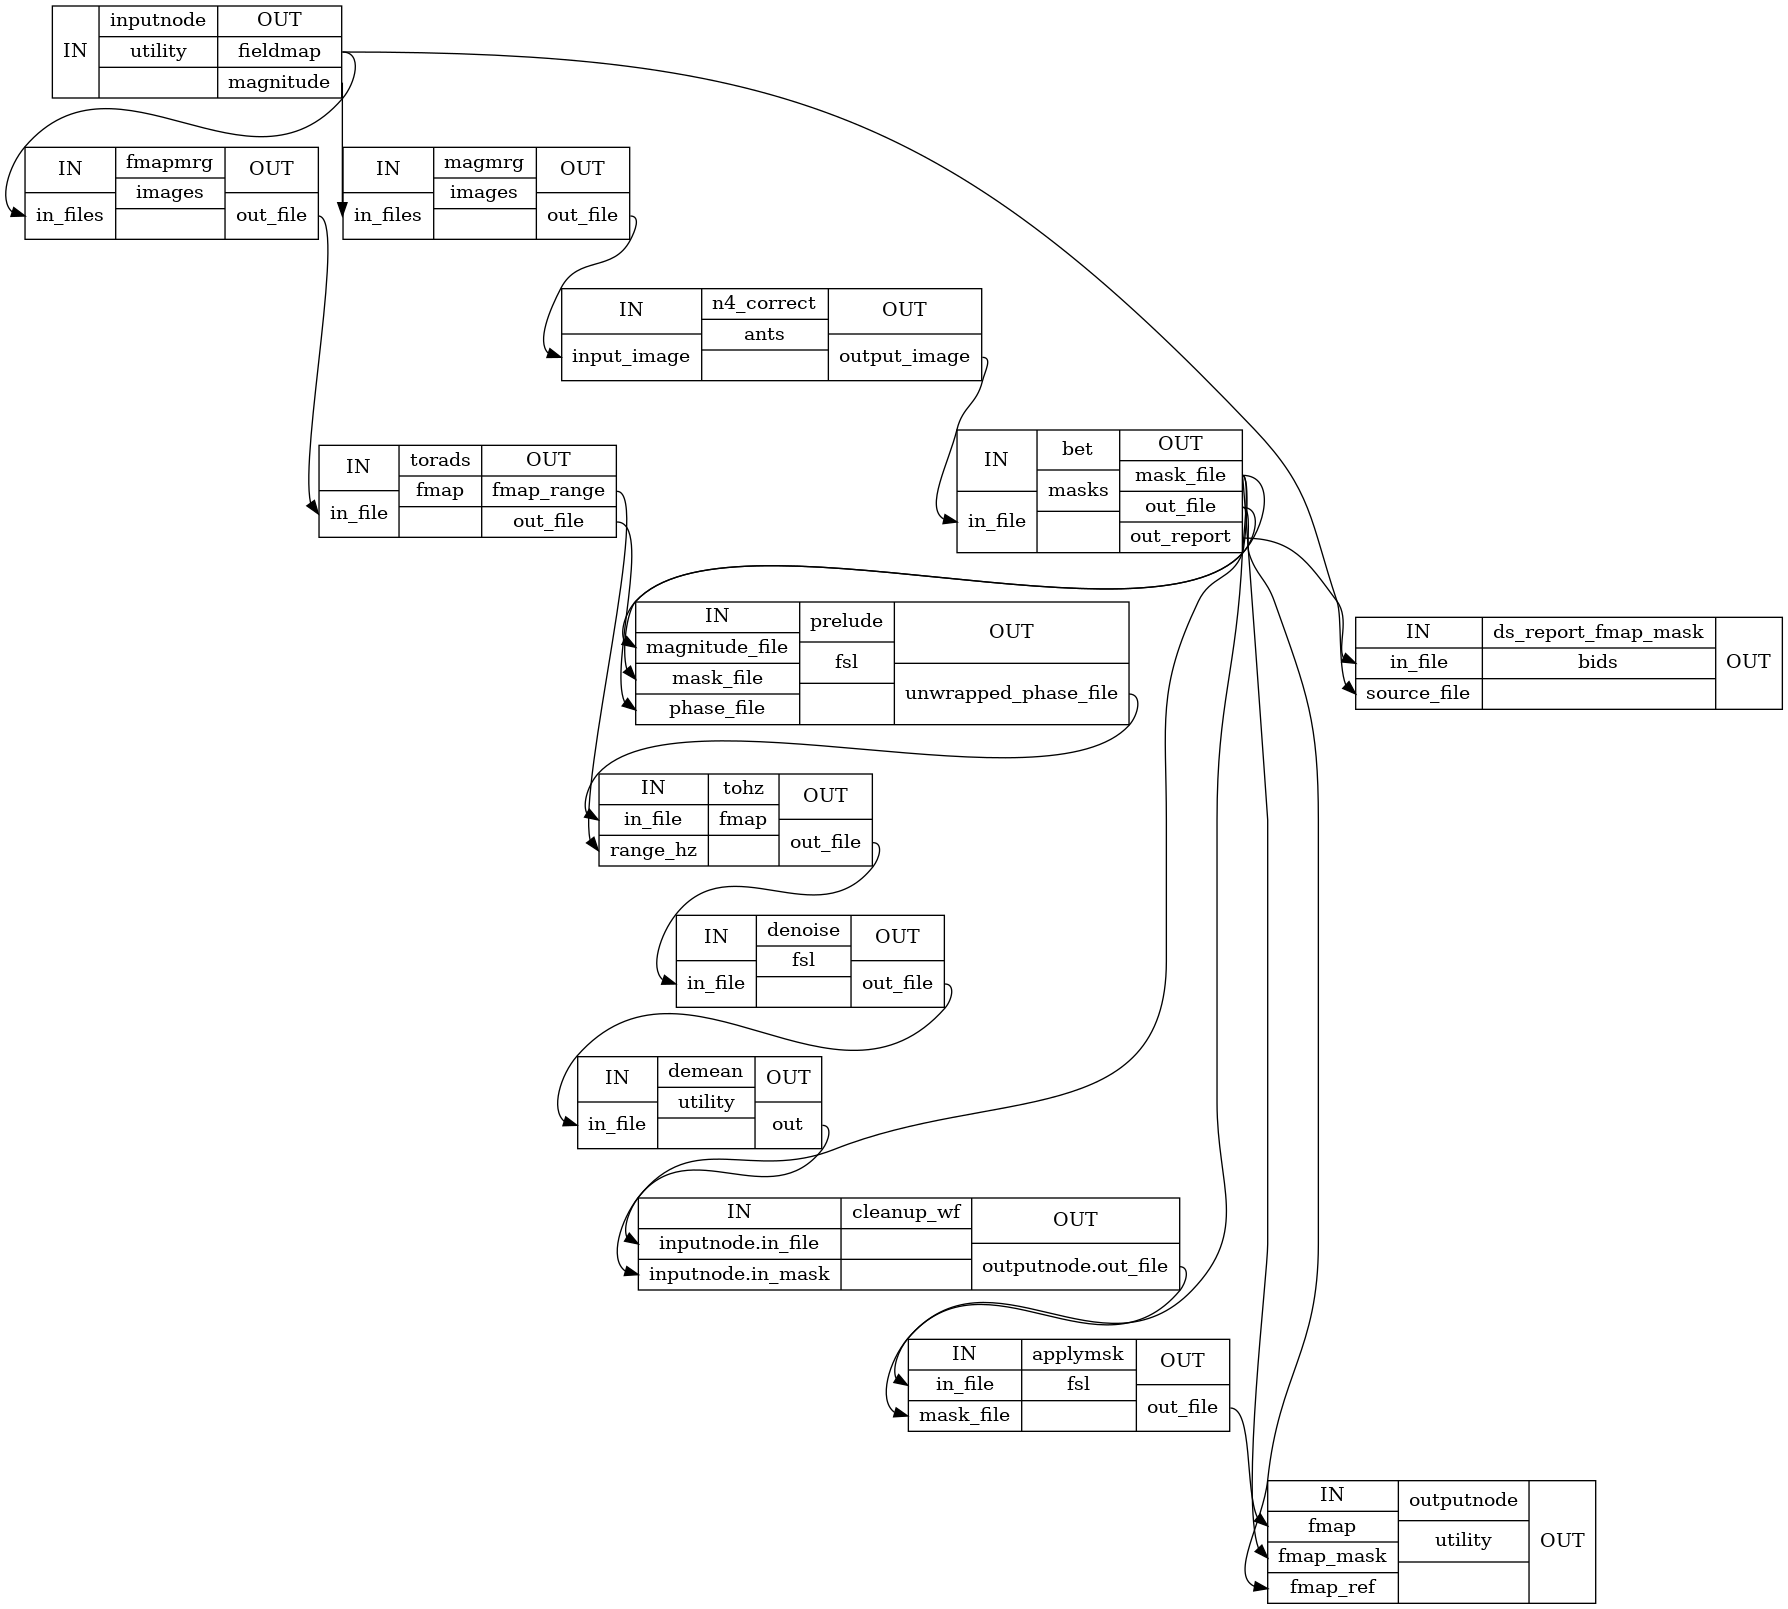 IN
inputnode
utility
OUT
fieldmap
magnitude
IN
in_files
fmapmrg
images
OUT
out_file
IN
in_files
magmrg
images
OUT
out_file
IN
input_image
n4_correct
ants
OUT
output_image
IN
in_file
bet
masks
OUT
mask_file
out_file
out_report
IN
in_file
torads
fmap
OUT
fmap_range
out_file
IN
magnitude_file
mask_file
phase_file
prelude
fsl
OUT
unwrapped_phase_file
IN
in_file
source_file
ds_report_fmap_mask
bids
OUT
IN
in_file
range_hz
tohz
fmap
OUT
out_file
IN
in_file
denoise
fsl
OUT
out_file
IN
in_file
demean
utility
OUT
out
IN
inputnode.in_file
inputnode.in_mask
cleanup_wf
OUT
outputnode.out_file
IN
in_file
mask_file
applymsk
fsl
OUT
out_file
IN
fmap
fmap_mask
fmap_ref
outputnode
utility
OUT